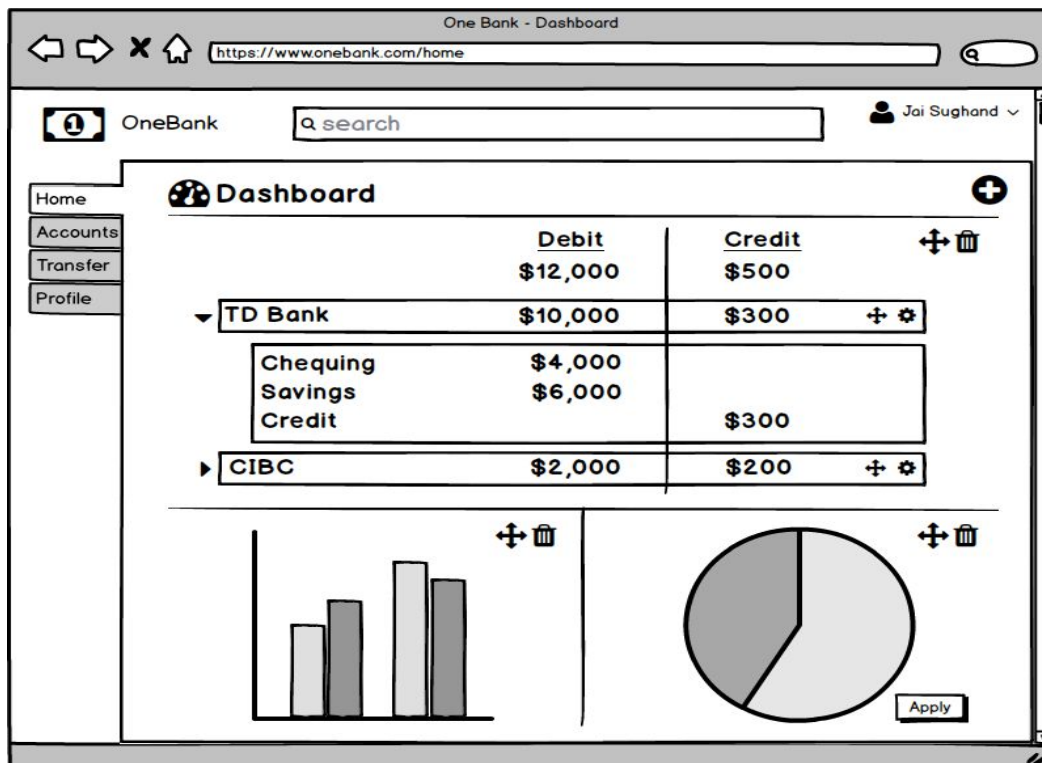 One Bank - Dashboard
https://www.onebank.com/home
1 OneBank
search
Jai Sughand
Home
Accounts
Transfer
Profile
Dashboard
Debit Credit
$12,000 $500
TD Bank $10,000 $300
Chequing $4,000
Savings $6,000
Credit $300
CIBC $2,000 $200
Apply